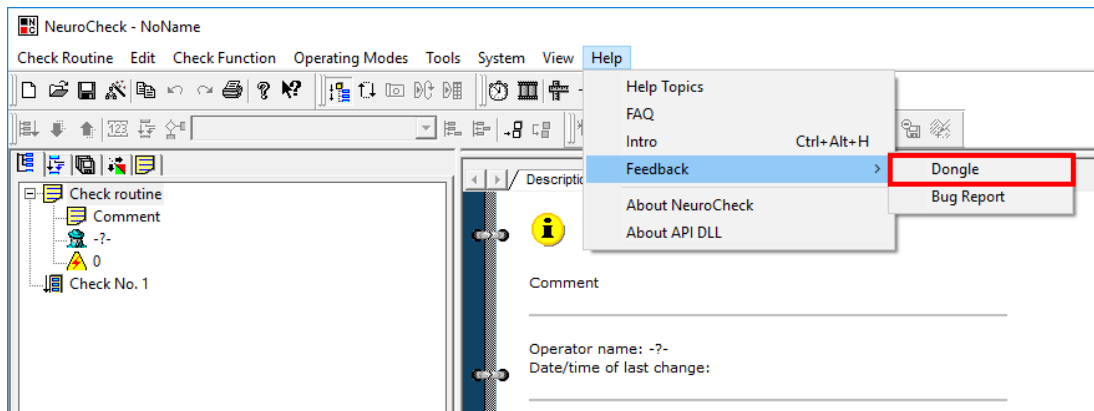 NeuroCheck - NoName
Check Routine Edit Check Function Operating Modes Tools System View Help
Help Topics
FAQ
Intro Ctrl+Alt+H
Feedback >
Dongle
Bug Report
About NeuroCheck
About API DLL
123
Check routine
Comment
-?-
0
Check No. 1
Descriptio
Comment
Operator name: -?-
Date/time of last change: